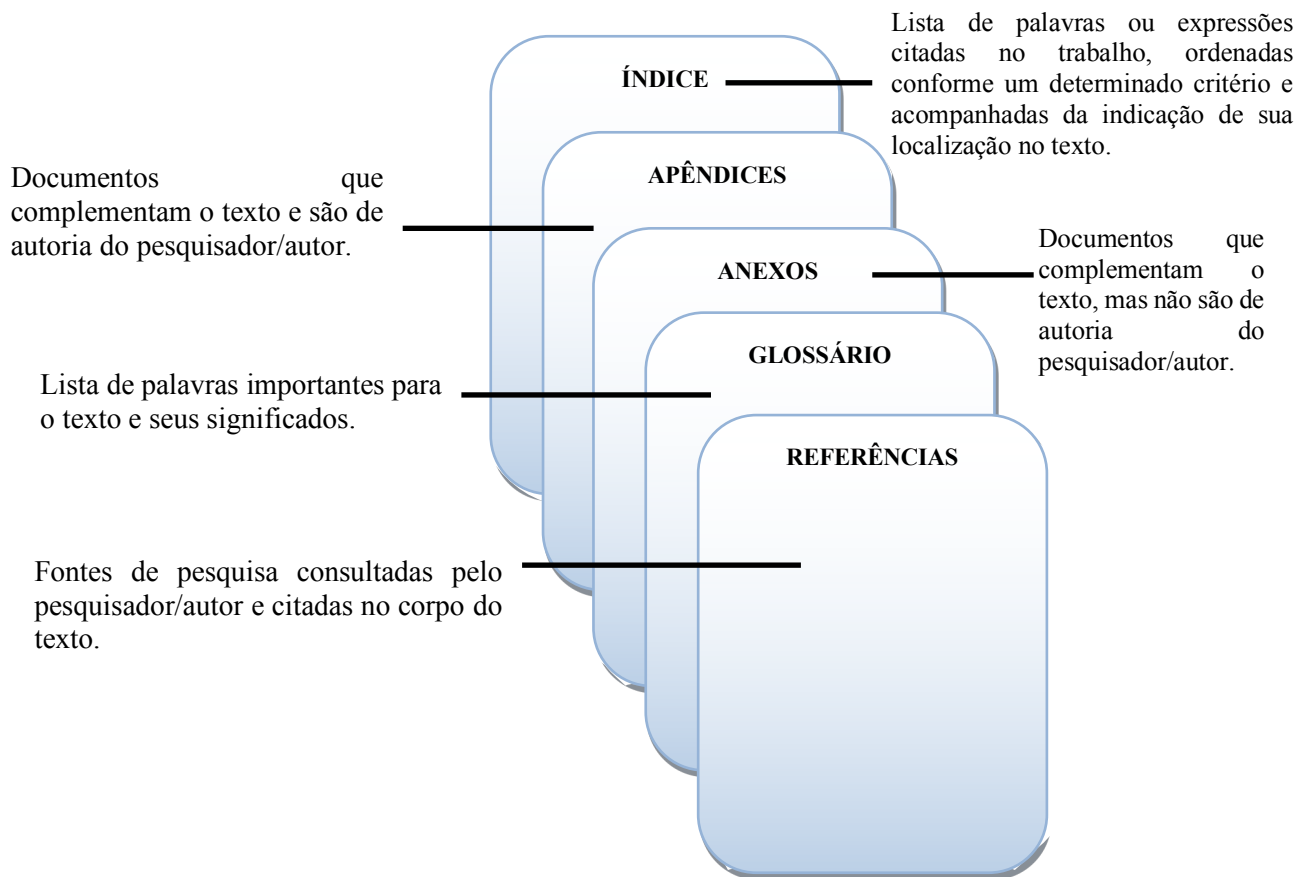 Lista de palavras ou expressões
citadas no trabalho, ordenadas
conforme um determinado critério e
acompanhadas da indicação de sua
localização no texto.
ÍNDICE
APÊNDICES
Documentos que
complementam o texto e são de
autoria do pesquisador/autor.
ANEXOS
Documentos que
complementam o
texto, mas não são de
autoria do
pesquisador/autor.
GLOSSÁRIO
Lista de palavras importantes para
o texto e seus significados.
REFERÊNCIAS
Fontes de pesquisa consultadas pelo
pesquisador/autor e citadas no corpo do
texto.